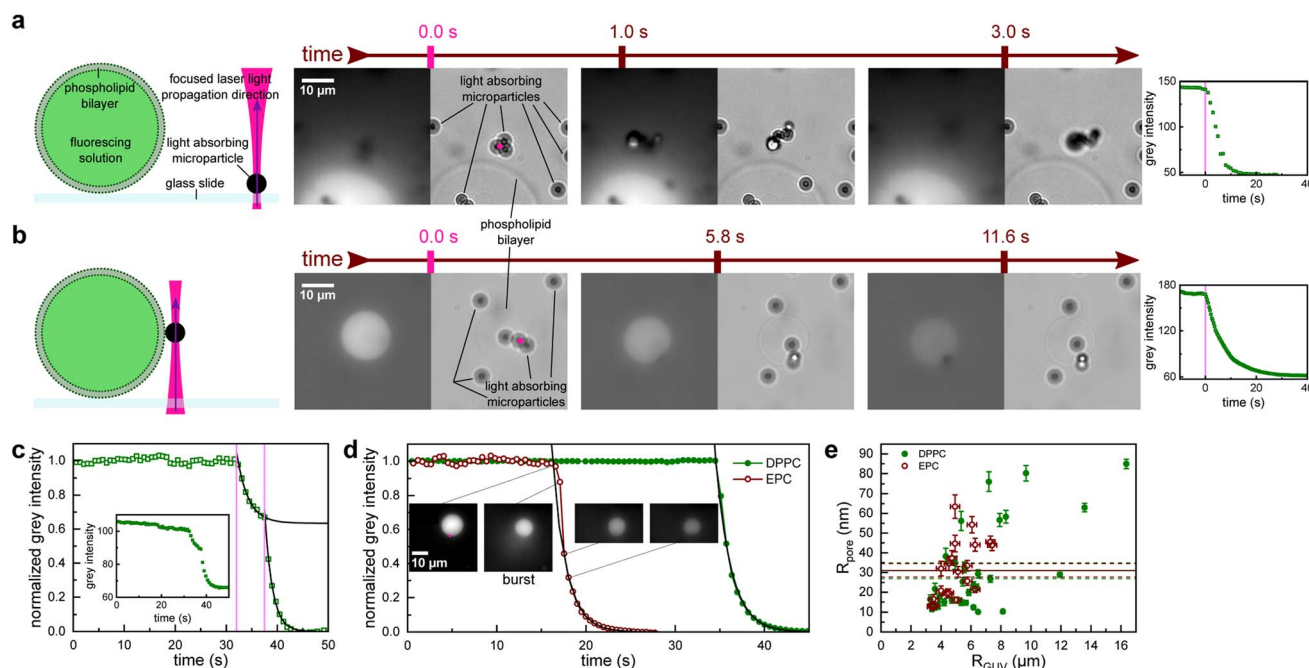 a
time
0.0 s
1.0 s
3.0 s
phospholipid
bilayer
focused laser light
propagation direction
fluorescing
solution
light absorbing
microparticle
glass slide
10 µm
light absorbing
microparticles
grey intensity
150
100
50
0
20
40
time (s)
phospholipid
bilayer
b
time
0.0 s
5.8 s
11.6 s
10 µm
light absorbing
microparticles
grey intensity
180
120
60
0
20
40
time (s)
c
normalized grey intensity
1.0
0.8
0.6
0.4
0.2
0.0
grey intensity
100
80
60
0
20
40
time (s)
0
10
20
30
40
50
time (s)
d
normalized grey intensity
1.0
0.8
0.6
0.4
0.2
0.0
DPPC
EPC
10 µm
burst
0
10
20
30
40
time (s)
e
R pore (nm)
90
80
70
60
50
40
30
20
10
0
DPPC
EPC
0
2
4
6
8
10
12
14
16
R GUV (µm)